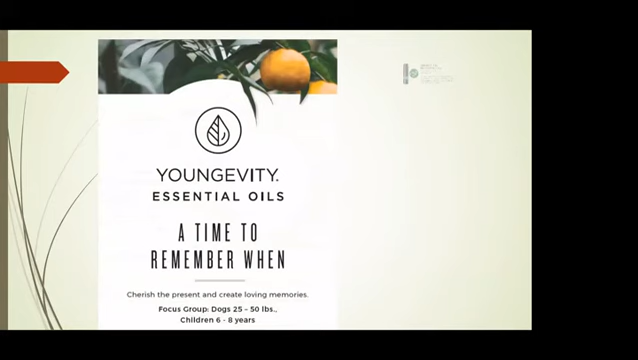 YOUNGEVITY.
ESSENTIAL OILS
A TIME TO
REMEMBER WHEN
Cherish the present and create loving memories.
Focus Group: Dogs 25 – 50 lbs.,
Children 6 - 8 years